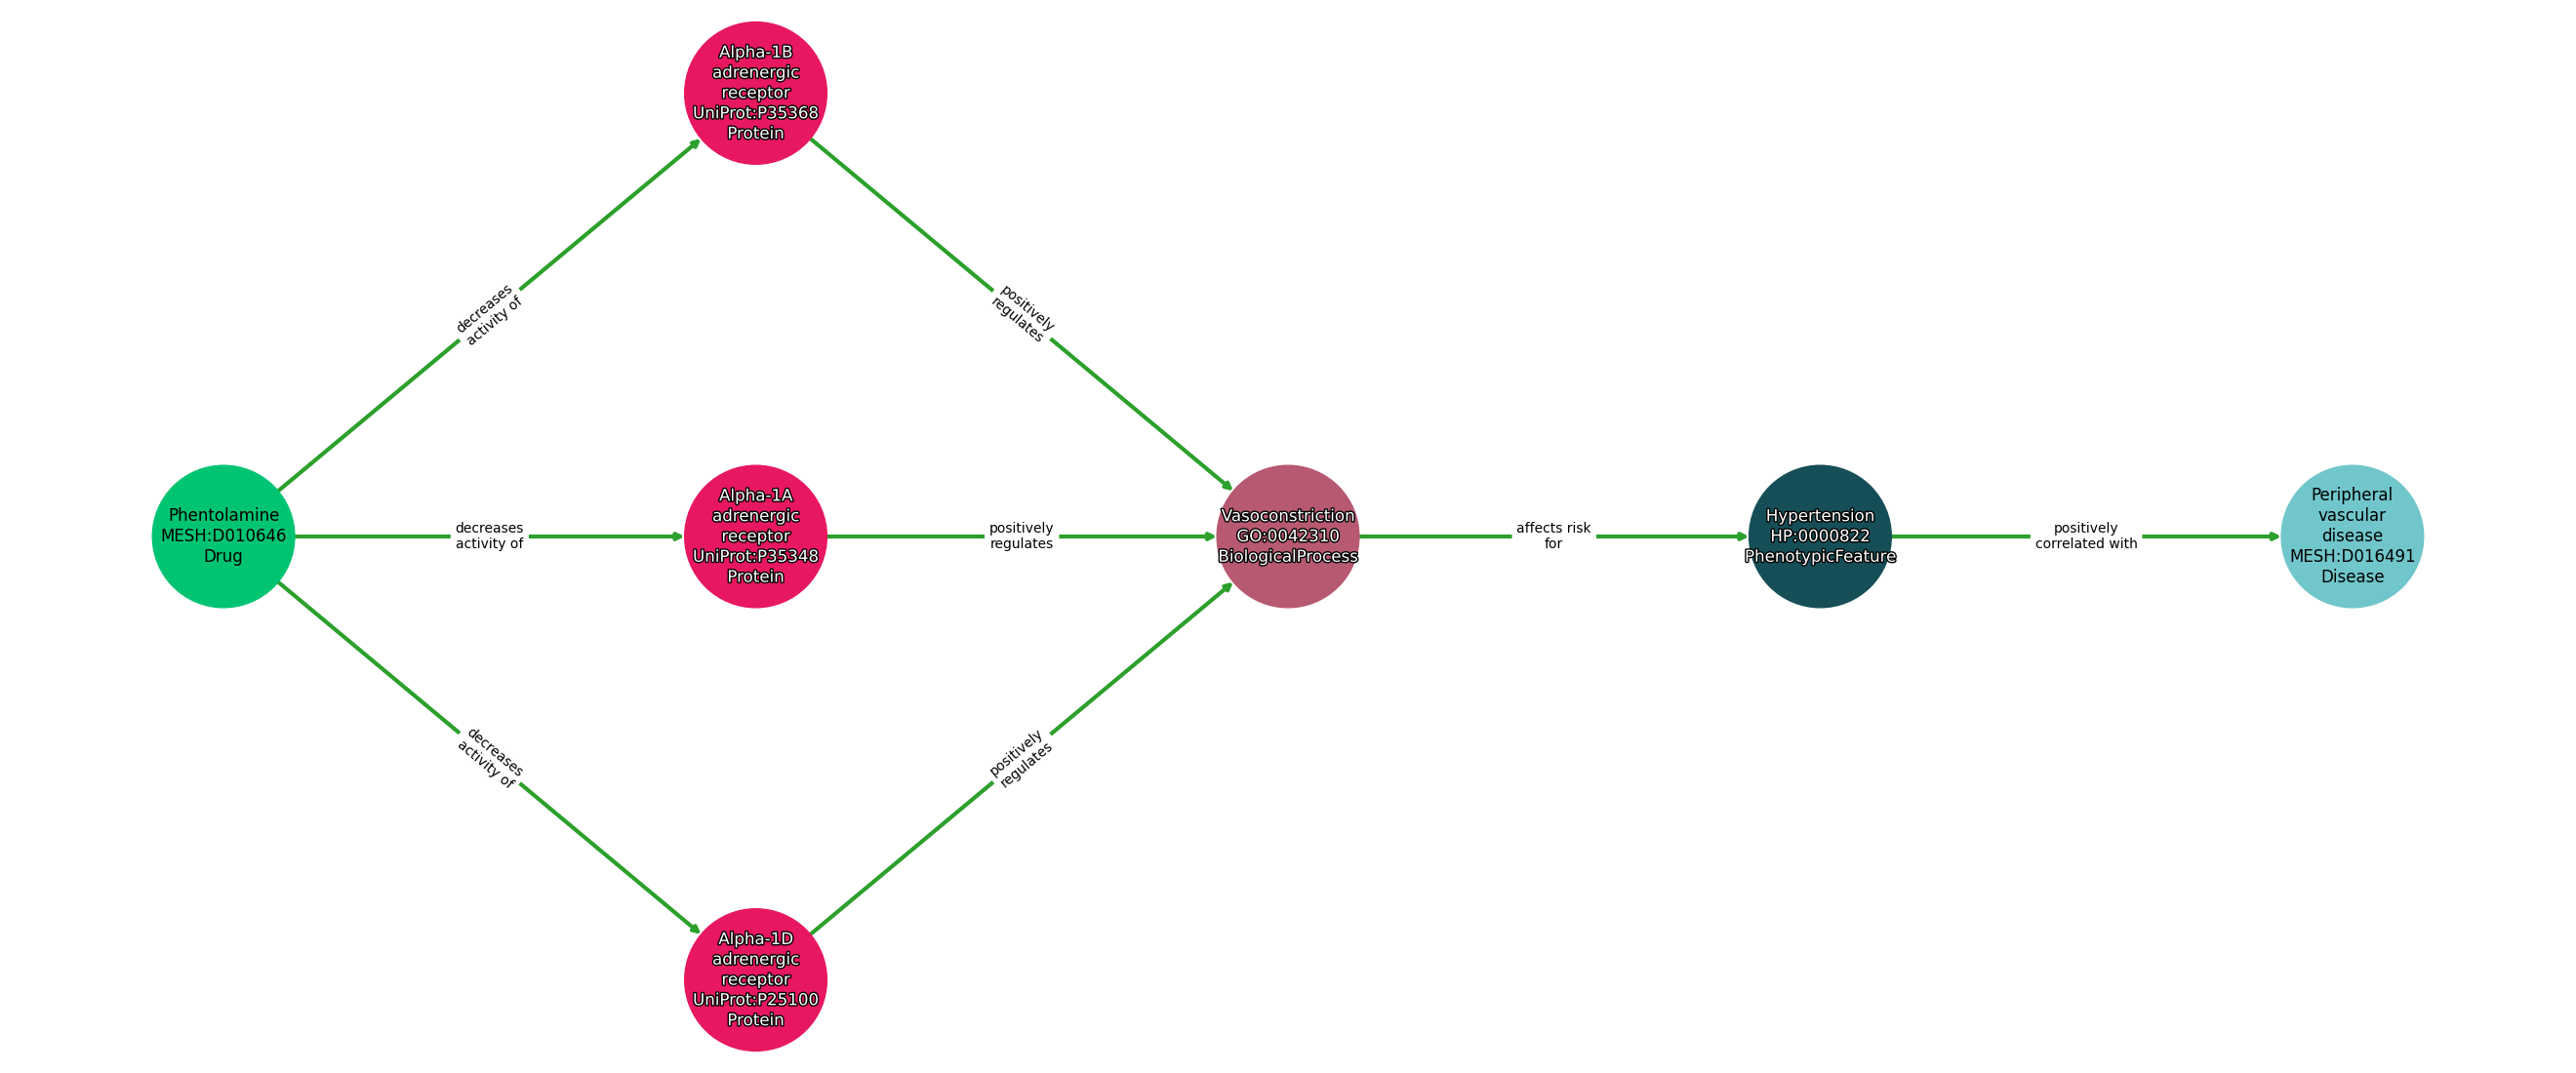 Alpha-1B
adrenergic
receptor
UniProt:P35368
Protein
decreases
activity of
positively
regulates
Phentolamine
MESH:D010646
Drug
decreases
activity of
Alpha-1A
adrenergic
receptor
UniProt:P35348
Protein
positively
regulates
Vasoconstriction
GO:0042310
BiologicalProcess
affects risk
for
Hypertension
HP:0000822
PhenotypicFeature
positively
correlated with
Peripheral
vascular
disease
MESH:D016491
Disease
decreases
activity of
positively
regulates
Alpha-1D
adrenergic
receptor
UniProt:P25100
Protein